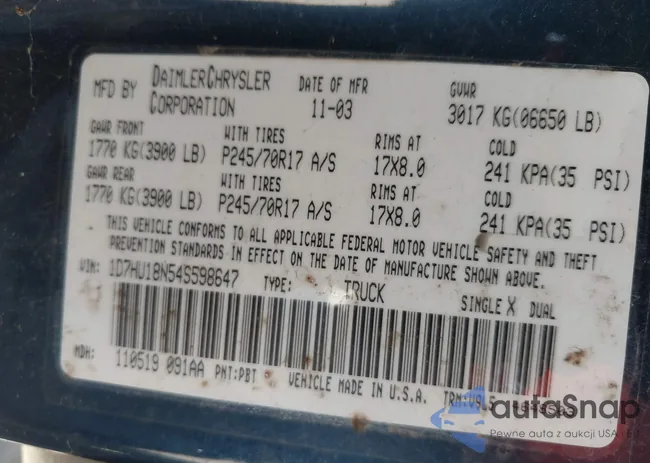 MFD BY DAIMLERCHRYSLER CORPORATION DATE OF MFR 11-03 GVWR 3017 KG(06650 LB)
GAWR FRONT WITH TIRES RIMS AT COLD
1770 KG(3900 LB) P245/70R17 A/S 17X8.0 241 KPA(35 PSI)
GAWR REAR WITH TIRES RIMS AT COLD
1770 KG(3900 LB) P245/70R17 A/S 17X8.0 241 KPA(35 PSI)
THIS VEHICLE CONFORMS TO ALL APPLICABLE FEDERAL MOTOR VEHICLE SAFETY AND THEFT
PREVENTION STANDARDS IN EFFECT ON THE DATE OF MANUFACTURE SHOWN ABOVE.
VIN: 1D7HU18N54S598647 TYPE: TRUCK SINGLE X DUAL
MDH: 110519 091AA PNT:PBT VEHICLE MADE IN U.S.A. TRM:V9L5
autoSnap
Pewne auta z aukcji USA